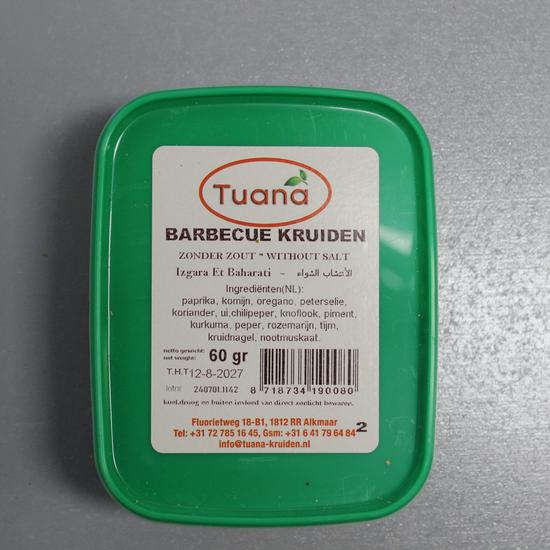 Tuana
BARBECUE KRUIDEN
ZONDER ZOUT * WITHOUT SALT
Izgara Et Baharati - الأعشاب الشواء
Ingrediënten(NL):
paprika, komijn, oregano, peterselie,
koriander, ui,chilipeper, knoflook, piment,
kurkuma, peper, rozemarijn, tijm,
kruidnagel, nootmuskaat.
netto gewicht:
net weight: 60 gr
T.H.T 12-8-2027
lotnr 240701.1142
8 718734 190080
koel,droog en buiten invloed van direct zonlicht bewaren.
Fluorietweg 18-B1, 1812 RR Alkmaar
Tel: +31 72 785 16 45, Gsm: +31 6 41 79 64 84
2
info@tuana-kruiden.nl